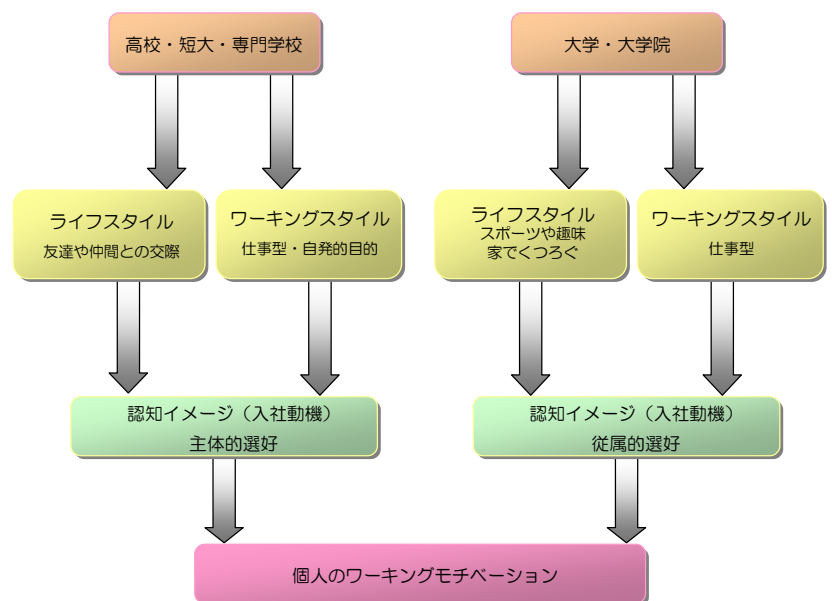 高校・短大・専門学校
大学・大学院
ライフスタイル
友達や仲間との交際
ワーキングスタイル
仕事型・自発的目的
ライフスタイル
スポーツや趣味
家でくつろぐ
ワーキングスタイル
仕事型
認知イメージ（入社動機）
主体的選好
認知イメージ（入社動機）
従属的選好
個人のワーキングモチベーション